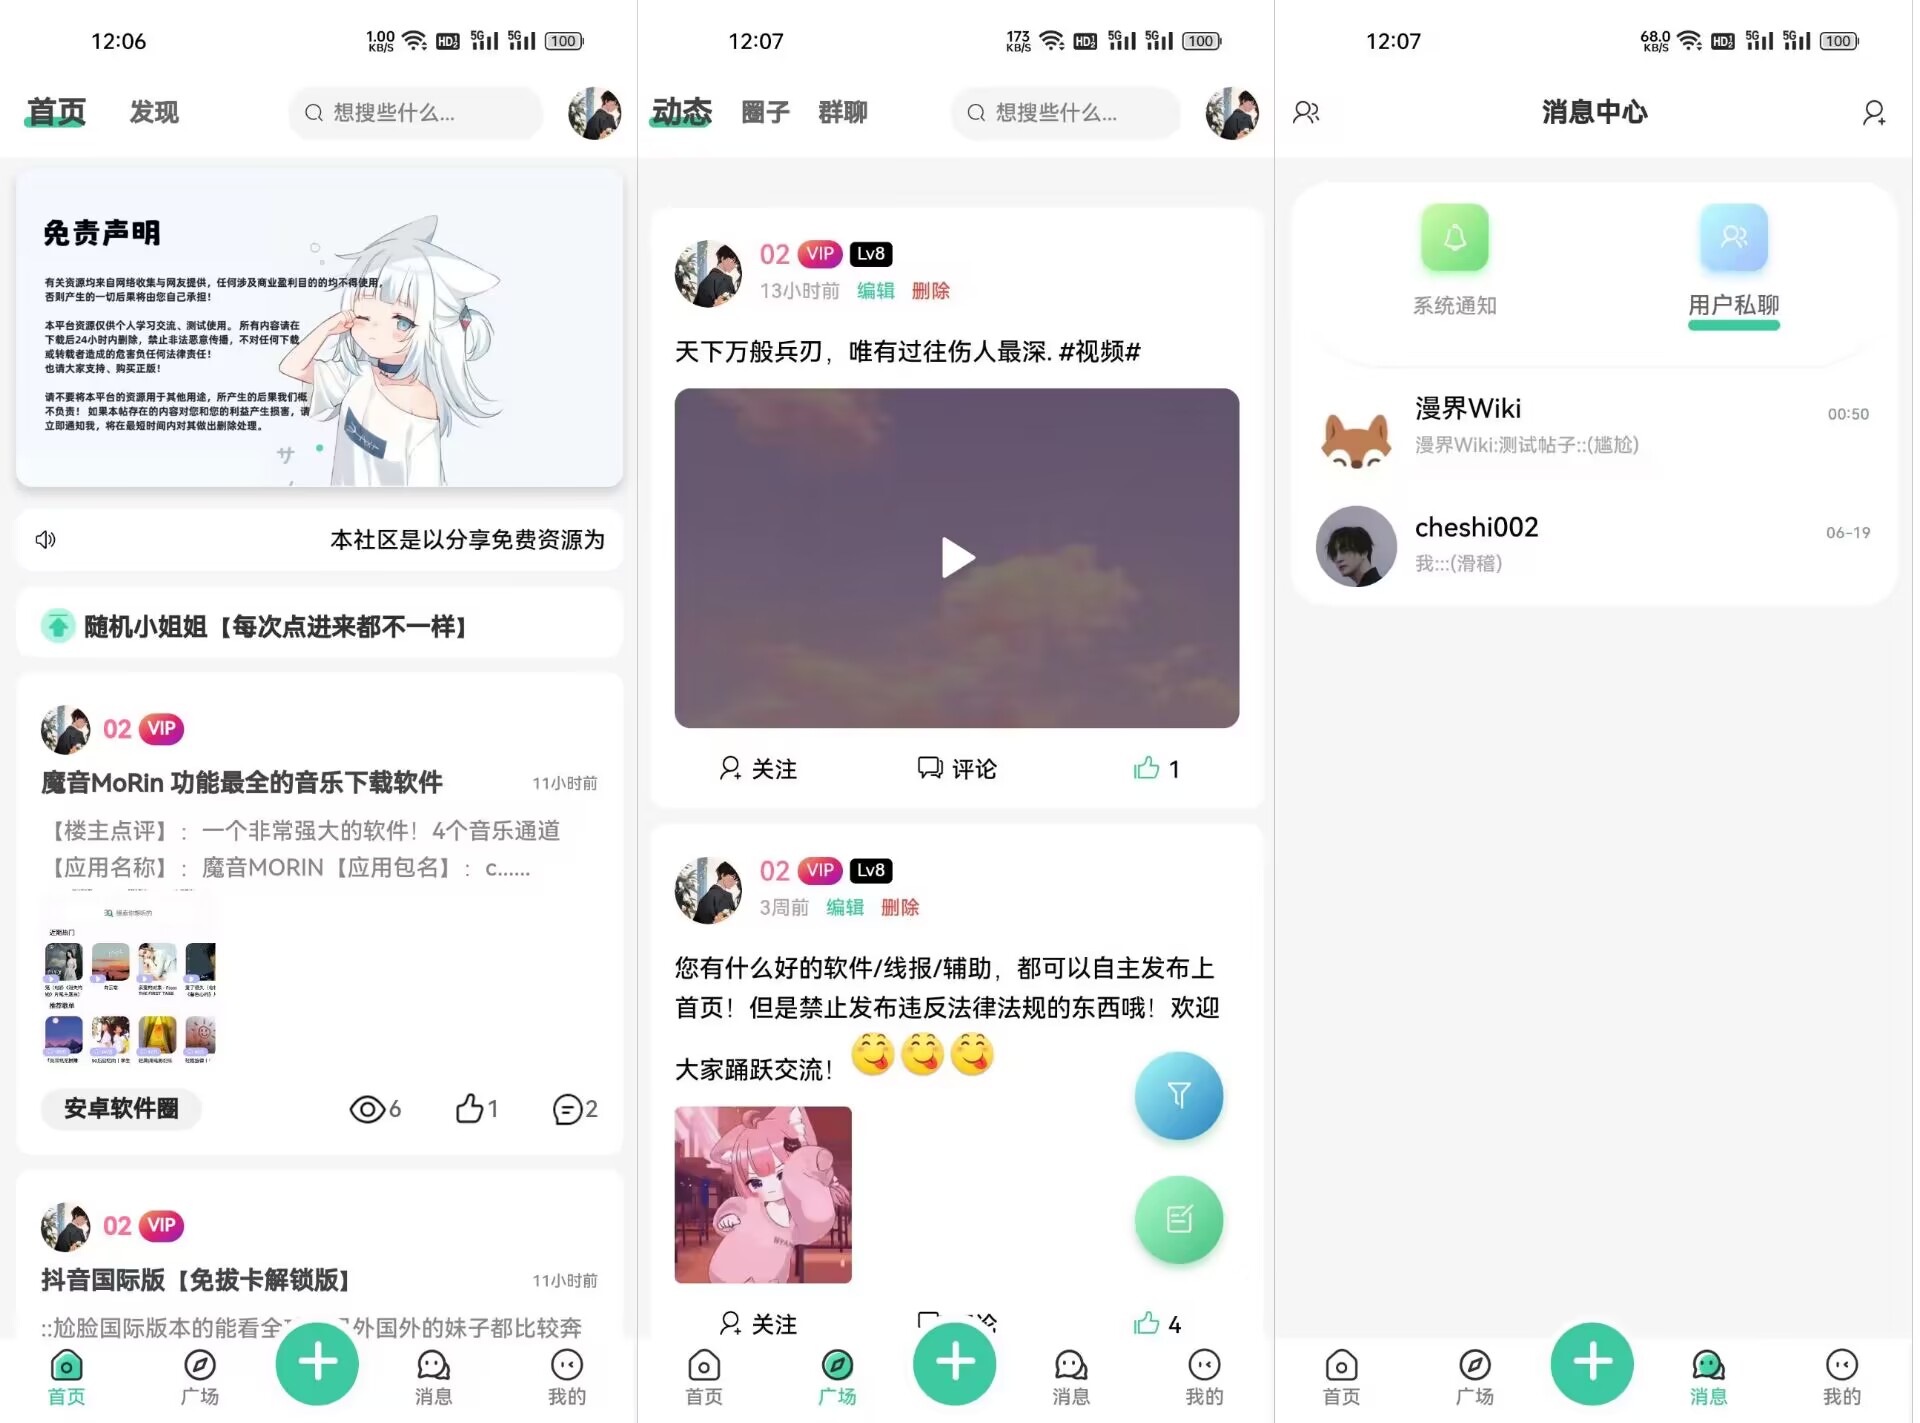 12:06
1.00 KB/S HD 5G 5G 100
首页 发现 想搜些什么...
免责声明
有关资源均来自网络收集与网友提供，任何涉及商业盈利目的的均不得使用，
否则产生的一切后果将由您自己承担！
本平台资源仅供个人学习交流、测试使用。 所有内容请在
下载后24小时内删除，禁止非法恶意传播，不对任何下载
或转载者造成的危害负任何法律责任！
也请大家支持、购买正版！
请不要将本平台的资源用于其他用途，所产生的后果我们概
不负责！ 如果本帖存在的内容对您和您的利益产生损害，请
立即通知我，将在最短时间内对其做出删除处理。
サ
本社区是以分享免费资源为
随机小姐姐【每次点进来都不一样】
02 VIP
魔音MoRin 功能最全的音乐下载软件 11小时前
【楼主点评】： 一个非常强大的软件！4个音乐通道
【应用名称】： 魔音MORIN【应用包名】： c......
近期热门
推荐歌单
安卓软件圈 6 1 2
02 VIP
抖音国际版【免拔卡解锁版】 11小时前
::尬脸国际版本的能看全 外国外的妹子都比较奔
首页 广场 消息 我的
12:07
173 KB/S HD 5G 5G 100
动态 圈子 群聊 想搜些什么...
02 VIP Lv8
13小时前 编辑 删除
天下万般兵刃，唯有过往伤人最深. #视频#
关注 评论 1
02 VIP Lv8
3周前 编辑 删除
您有什么好的软件/线报/辅助，都可以自主发布上
首页！但是禁止发布违反法律法规的东西哦！欢迎
大家踊跃交流！
关注 4
首页 广场 消息 我的
12:07
68.0 KB/S HD 5G 5G 100
消息中心
系统通知 用户私聊
漫界Wiki 00:50
漫界Wiki:测试帖子::(尴尬)
cheshi002 06-19
我:::(滑稽)
首页 广场 消息 我的